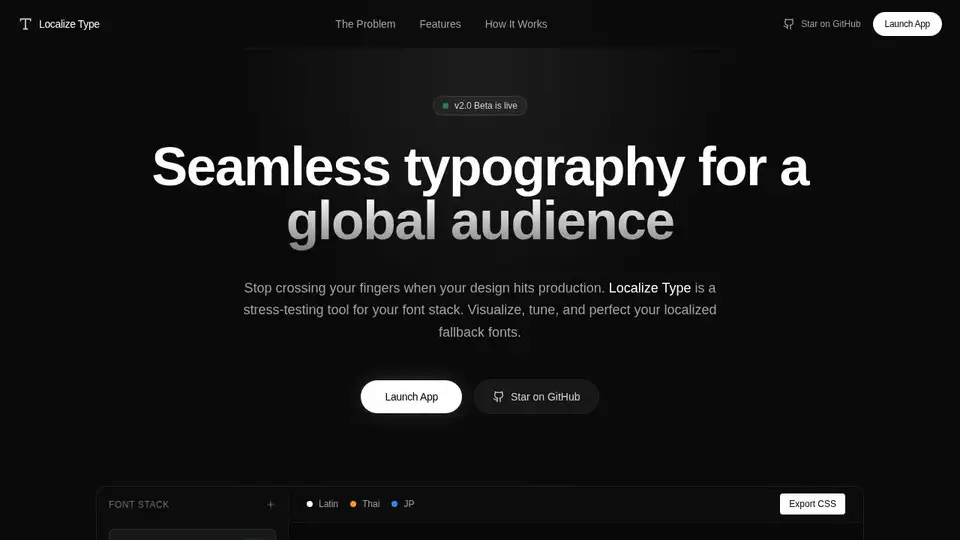 Localize Type
The Problem
Features
How It Works
Star on GitHub
Launch App
v2.0 Beta is live
Seamless typography for a
global audience
Stop crossing your fingers when your design hits production. Localize Type is a
stress-testing tool for your font stack. Visualize, tune, and perfect your localized
fallback fonts.
Launch App
Star on GitHub
FONT STACK
Latin
Thai
JP
Export CSS